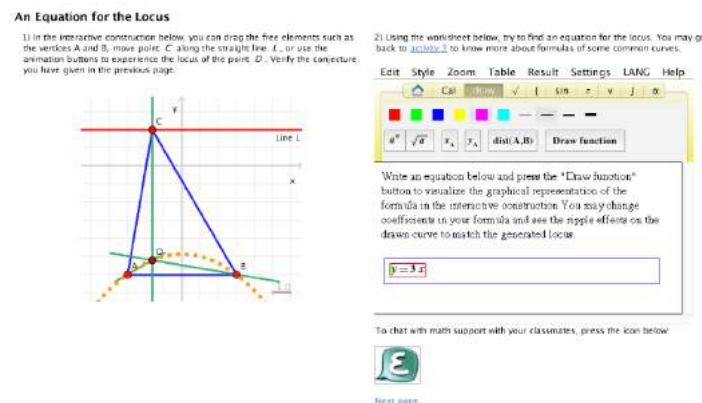 An Equation for the Locus
1) In the interactive construction below, you can drag the free elements such as
the vertices A and B, move point C along the straight line L, or use the
animation buttons to experience the locus of the point D. Verify the conjecture
you have given in the previous page.
y
C
Line L
x
D
A
B
2) Using the worksheet below, try to find an equation for the locus. You may g
back to activity 3 to know more about formulas of some common curves.
Edit Style Zoom Table Result Settings LANG Help
Cal draw √ ( sin
dist(A,B) Draw function
Write an equation below and press the "Draw function"
button to visualize the graphical representation of the
formula in the interactive construction You may change
coefficients in your formula and see the ripple effects on the
drawn curve to match the generated locus.
y=3x
To chat with math support with your classmates, press the icon below
Next page.